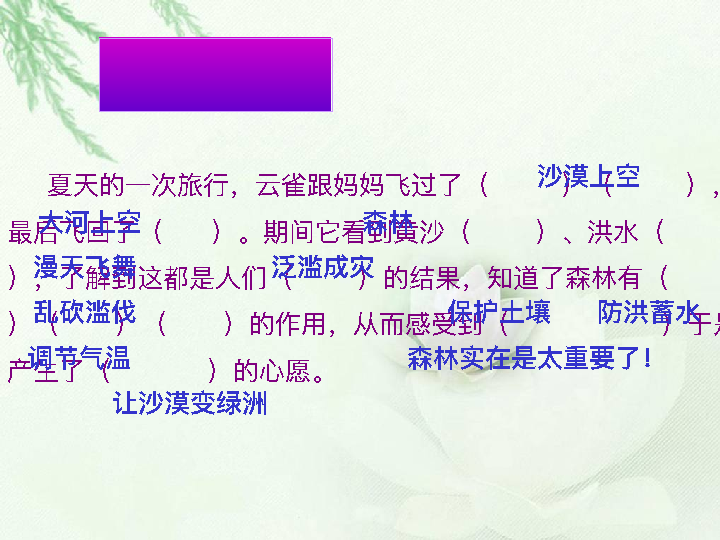 夏天的一次旅行，云雀跟妈妈飞过了（ 沙漠上空 ）（ ），
最后飞回了（ ）。期间它看到黄沙（ ）、洪水（
大河上空 森林
），了解到这都是人们（ ）的结果，知道了森林有（
漫天飞舞 泛滥成灾
）（ ）（ ）的作用，从而感受到（ ）于是
乱砍滥伐 保护土壤 防洪蓄水
产生了（ ）的心愿。
调节气温 森林实在是太重要了!
让沙漠变绿洲